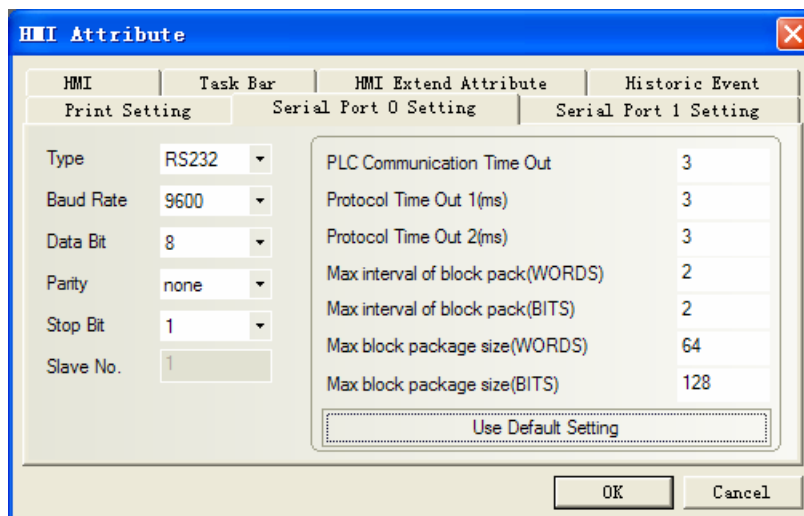 HMI Attribute
HMI
Task Bar
HMI Extend Attribute
Historic Event
Print Setting
Serial Port 0 Setting
Serial Port 1 Setting
Type
RS232
Baud Rate
9600
Data Bit
8
Parity
none
Stop Bit
1
Slave No.
1
PLC Communication Time Out
3
Protocol Time Out 1(ms)
3
Protocol Time Out 2(ms)
3
Max interval of block pack(WORDS)
2
Max interval of block pack(BITS)
2
Max block package size(WORDS)
64
Max block package size(BITS)
128
Use Default Setting
OK
Cancel